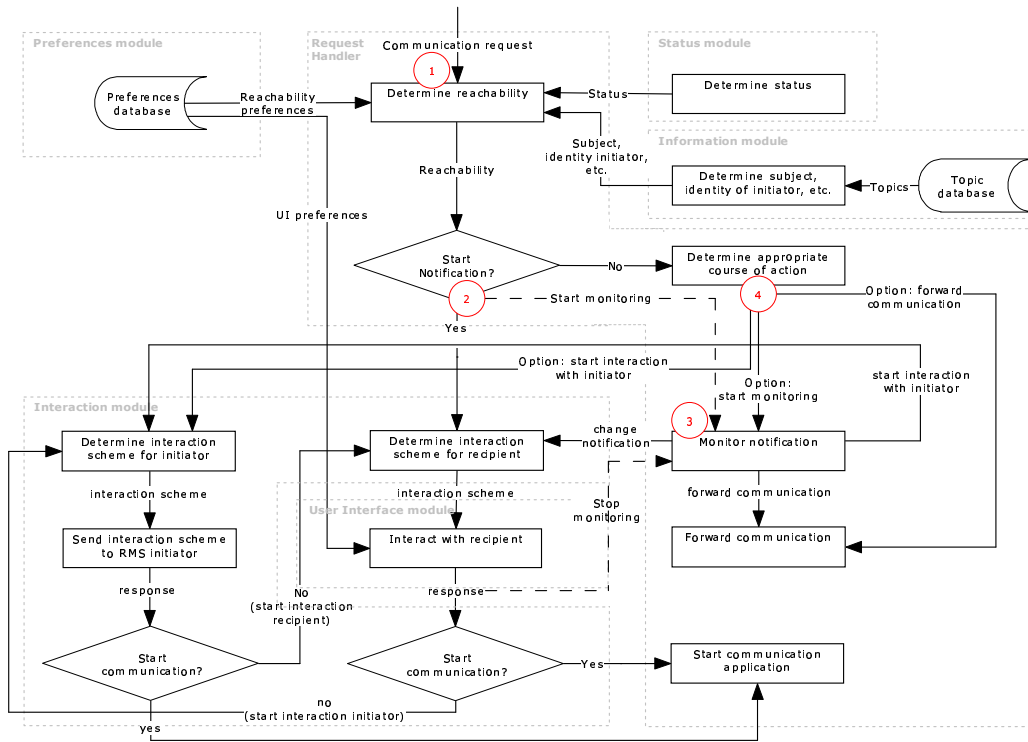 Preferences module
Request
Handler
Communication request
Status module
1
Determine reachability
Determine status
Status
Preferences
database
Reachability
preferences
Information module
Subject,
identity initiator,
etc.
Determine subject,
identity of initiator, etc.
Topics
Topic
database
Reachability
UI preferences
Start
Notification?
No
Determine appropriate
course of action
2
Start monitoring
4
Option: forward
communication
Yes
Option: start interaction
with initiator
start interaction
with initiator
Option:
start monitoring
Interaction module
3
Determine interaction
scheme for initiator
Determine interaction
scheme for recipient
change
notification
Monitor notification
interaction scheme
interaction scheme
forward communication
User Interface module
Stop
monitoring
Send interaction scheme
to RMS initiator
Interact with recipient
Forward communication
response
No
(start interaction
recipient)
response
Start
communication?
Start
communication?
Yes
Start communication
application
no
(start interaction initiator)
yes